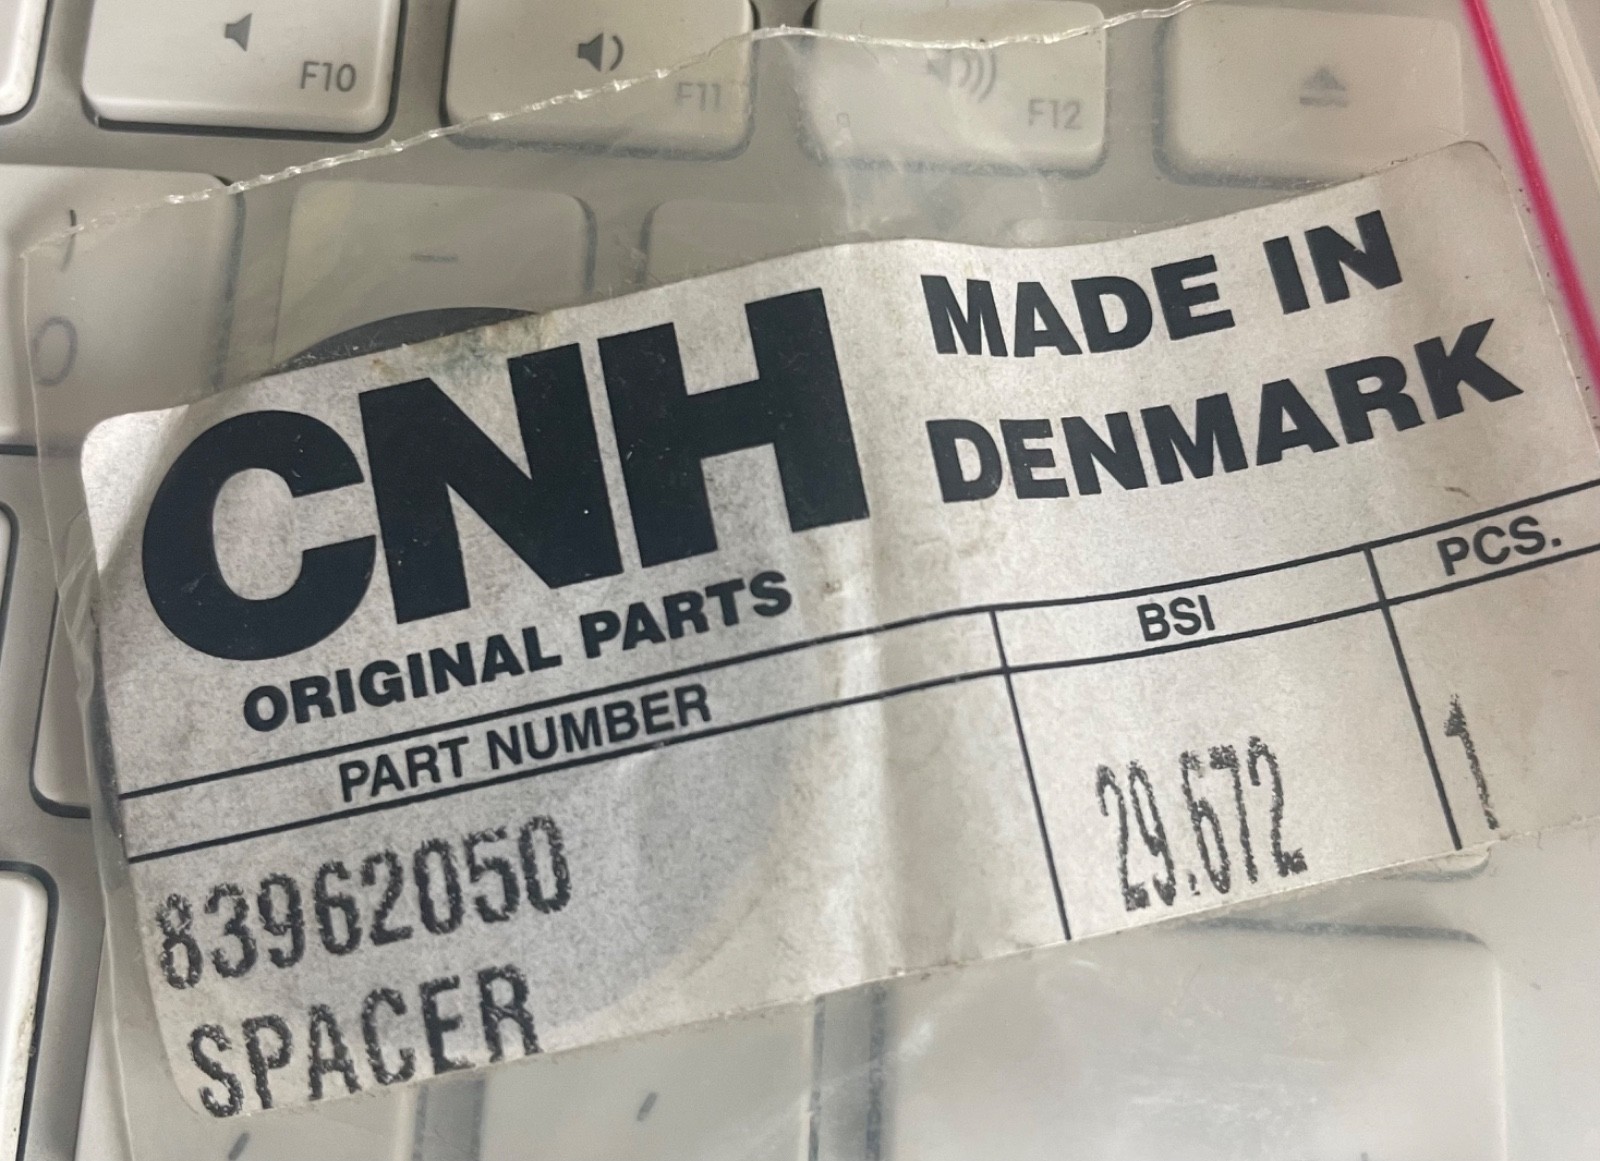 F10
F11
F12
CNH
ORIGINAL PARTS
MADE IN
DENMARK
PART NUMBER
BSI
PCS.
83962050
29.672
1
SPACER